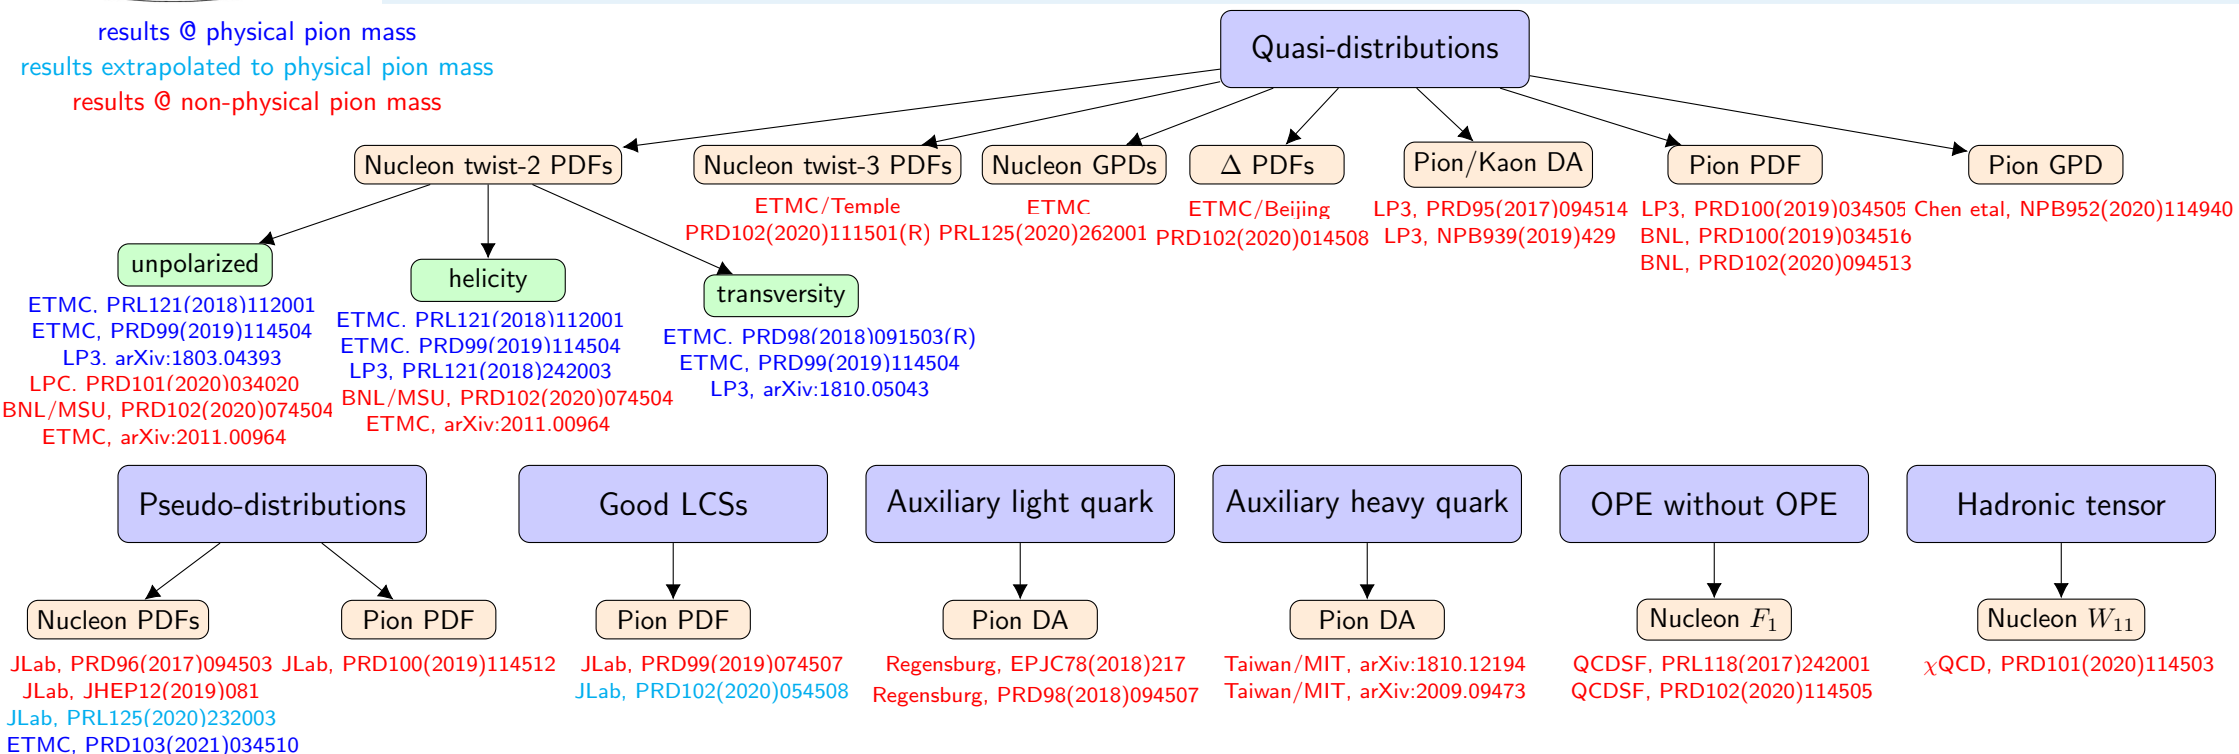 results @ physical pion mass
results extrapolated to physical pion mass
results @ non-physical pion mass
Quasi-distributions
Nucleon twist-2 PDFs
Nucleon twist-3 PDFs
ETMC/Temple
PRD102(2020)111501(R)
Nucleon GPDs
ETMC
PRL125(2020)262001
Δ PDFs
ETMC/Beijing
PRD102(2020)014508
Pion/Kaon DA
LP3, PRD95(2017)094514
LP3, NPB939(2019)429
Pion PDF
LP3, PRD100(2019)034505
BNL, PRD100(2019)034516
BNL, PRD102(2020)094513
Pion GPD
Chen etal, NPB952(2020)114940
unpolarized
ETMC, PRL121(2018)112001
ETMC, PRD99(2019)114504
LP3. arXiv:1803.04393
LPC. PRD101(2020)034020
BNL/MSU, PRD102(2020)074504
ETMC, arXiv:2011.00964
helicity
ETMC. PRL121(2018)112001
ETMC. PRD99(2019)114504
LP3, PRL121(2018)242003
BNL/MSU, PRD102(2020)074504
ETMC, arXiv:2011.00964
transversity
ETMC. PRD98(2018)091503(R)
ETMC, PRD99(2019)114504
LP3, arXiv:1810.05043
Pseudo-distributions
Nucleon PDFs
JLab, PRD96(2017)094503
JLab, JHEP12(2019)081
JLab, PRL125(2020)232003
ETMC, PRD103(2021)034510
Pion PDF
JLab, PRD100(2019)114512
Good LCSs
Pion PDF
JLab, PRD99(2019)074507
JLab, PRD102(2020)054508
Auxiliary light quark
Pion DA
Regensburg, EPJC78(2018)217
Regensburg, PRD98(2018)094507
Auxiliary heavy quark
Pion DA
Taiwan/MIT, arXiv:1810.12194
Taiwan/MIT, arXiv:2009.09473
OPE without OPE
Nucleon F₁
QCDSF, PRL118(2017)242001
QCDSF, PRD102(2020)114505
Hadronic tensor
Nucleon W₁₁
χQCD, PRD101(2020)114503